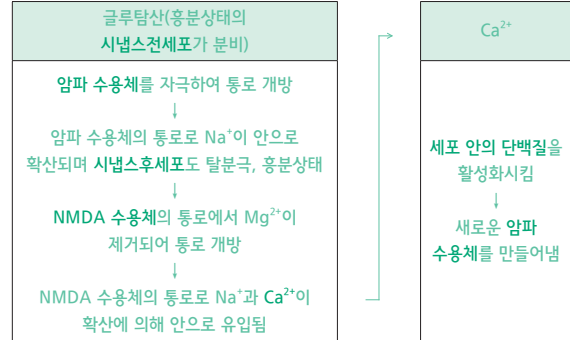 글루탐산(흥분상태의
시냅스전세포가 분비)
암파 수용체를 자극하여 통로 개방
↓
암파 수용체의 통로로 Na⁺이 안으로
확산되며 시냅스후세포도 탈분극, 흥분상태
↓
NMDA 수용체의 통로에서 Mg²⁺이
제거되어 통로 개방
↓
NMDA 수용체의 통로로 Na⁺과 Ca²⁺이
확산에 의해 안으로 유입됨
Ca²⁺
세포 안의 단백질을
활성화시킴
↓
새로운 암파
수용체를 만들어냄